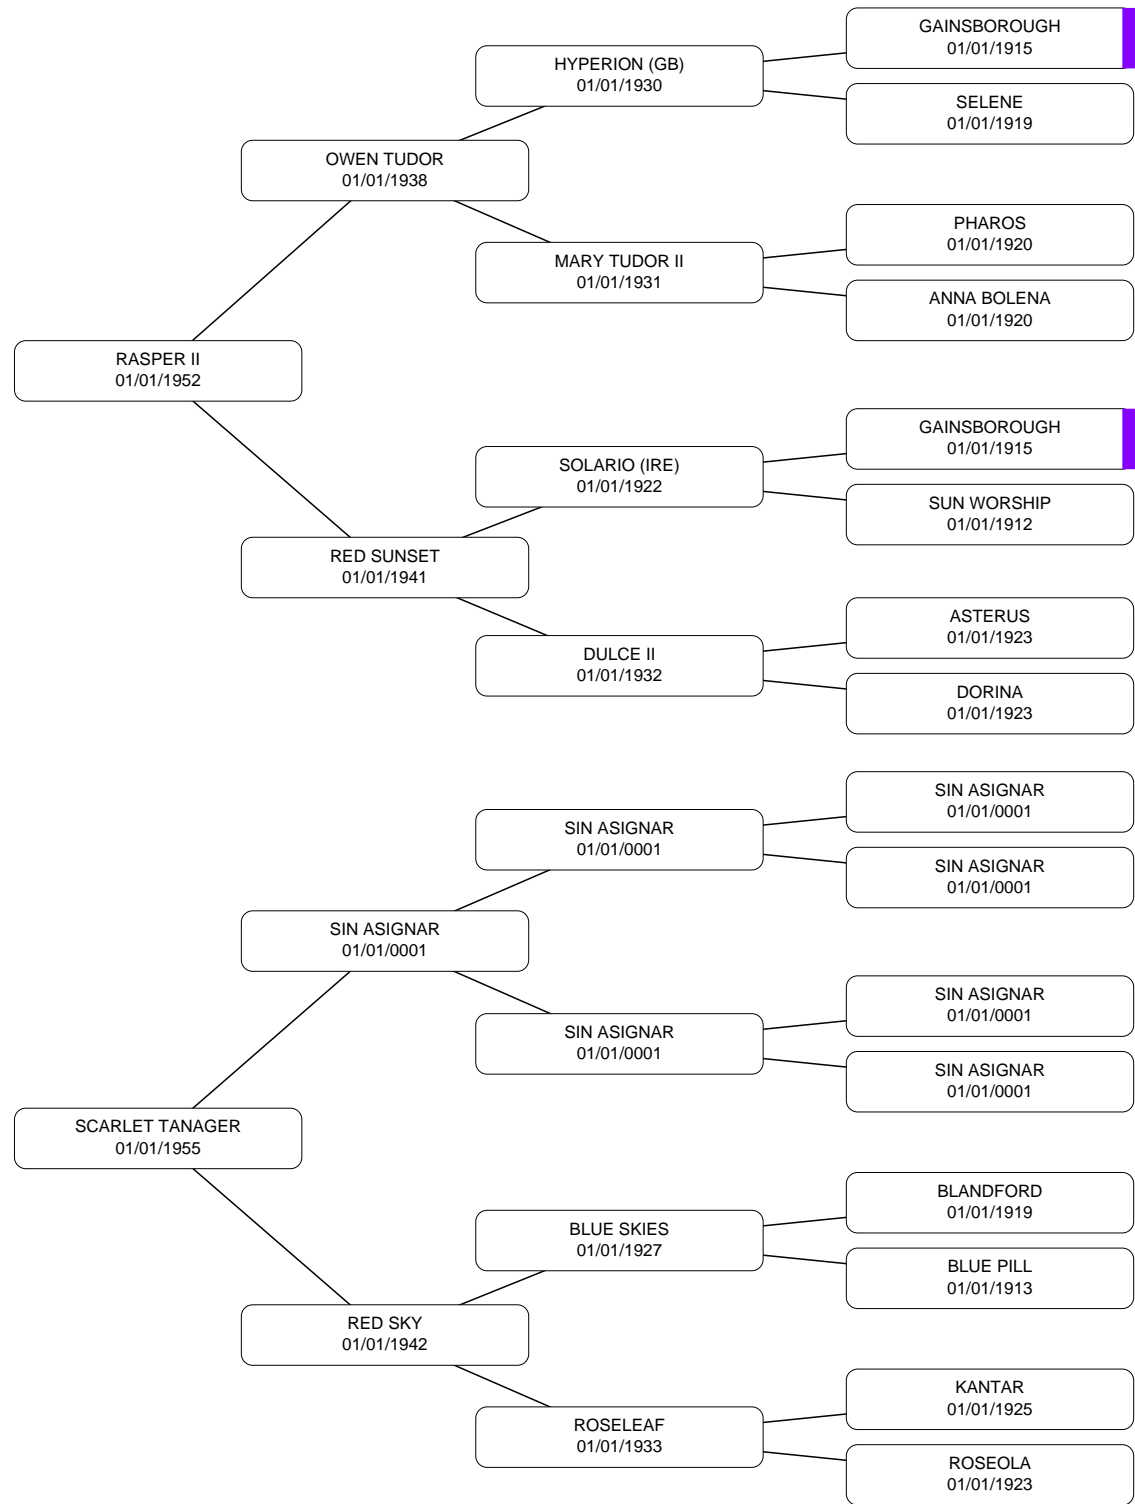 GAINSBOROUGH
01/01/1915
HYPERION (GB)
01/01/1930
SELENE
01/01/1919
OWEN TUDOR
01/01/1938
PHAROS
01/01/1920
MARY TUDOR II
01/01/1931
ANNA BOLENA
01/01/1920
RASPER II
01/01/1952
GAINSBOROUGH
01/01/1915
SOLARIO (IRE)
01/01/1922
SUN WORSHIP
01/01/1912
RED SUNSET
01/01/1941
ASTERUS
01/01/1923
DULCE II
01/01/1932
DORINA
01/01/1923
SIN ASIGNAR
01/01/0001
SIN ASIGNAR
01/01/0001
SIN ASIGNAR
01/01/0001
SIN ASIGNAR
01/01/0001
SIN ASIGNAR
01/01/0001
SIN ASIGNAR
01/01/0001
SIN ASIGNAR
01/01/0001
SCARLET TANAGER
01/01/1955
BLANDFORD
01/01/1919
BLUE SKIES
01/01/1927
BLUE PILL
01/01/1913
RED SKY
01/01/1942
KANTAR
01/01/1925
ROSELEAF
01/01/1933
ROSEOLA
01/01/1923